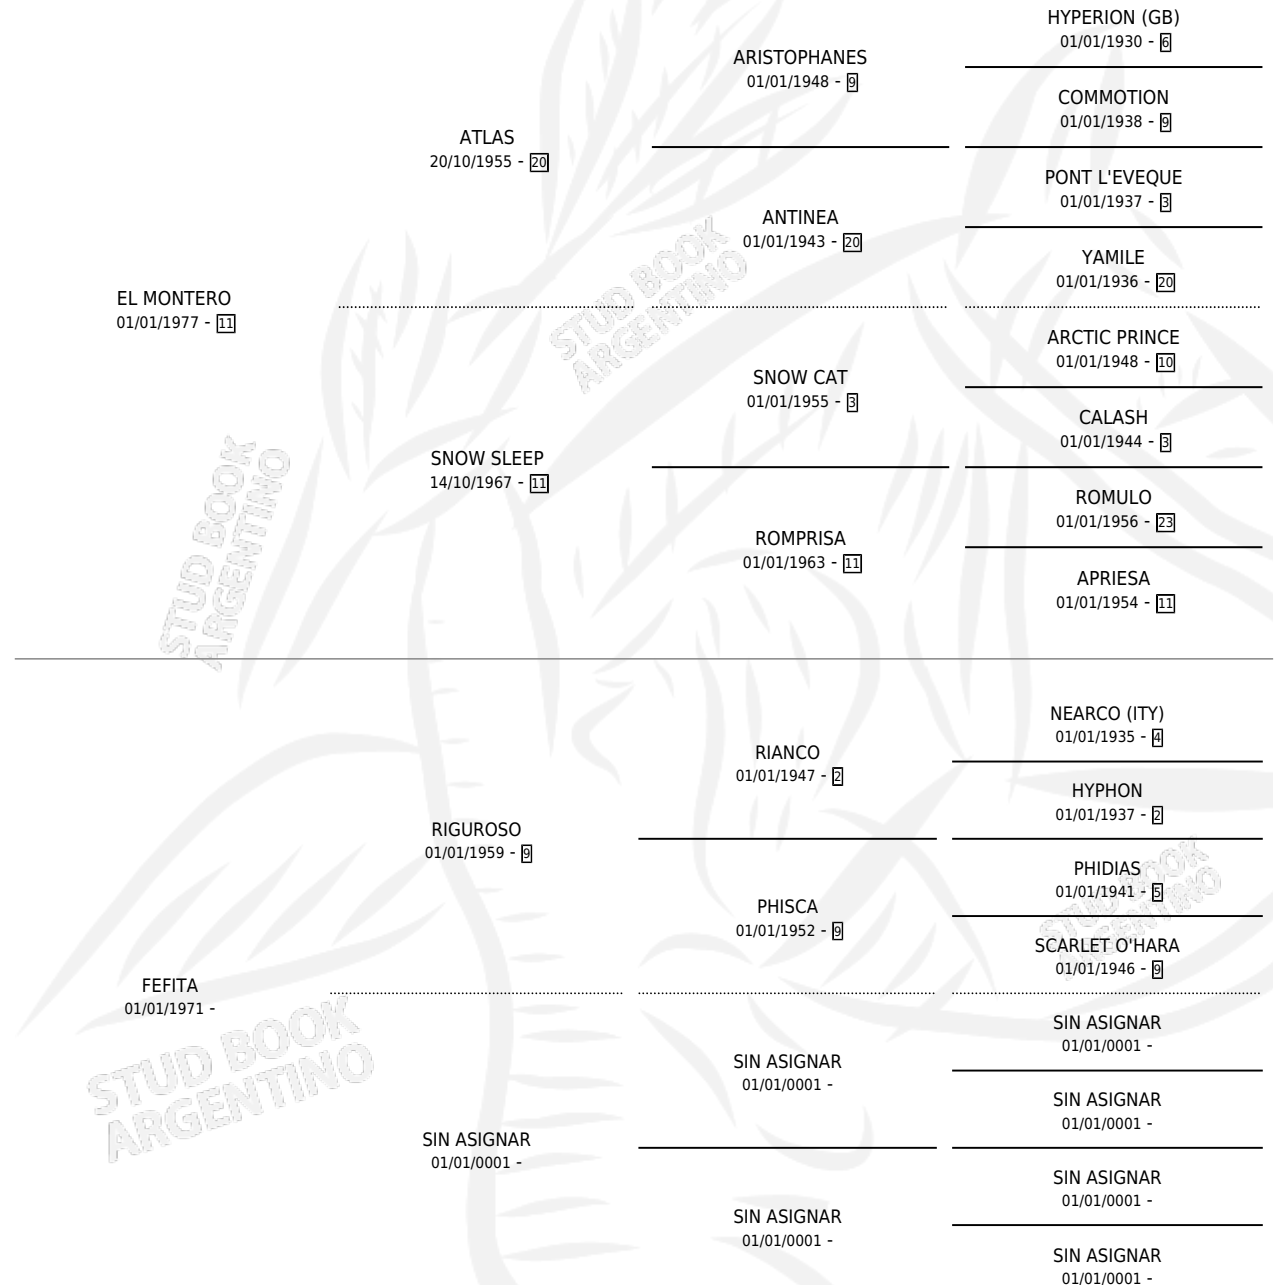 HYPERION (GB)
01/01/1930 - 6
ARISTOPHANES
01/01/1948 - 9
COMMOTION
01/01/1938 - 9
ATLAS
20/10/1955 - 20
PONT L'EVEQUE
01/01/1937 - 3
ANTINEA
01/01/1943 - 20
YAMILE
01/01/1936 - 20
EL MONTERO
01/01/1977 - 11
ARCTIC PRINCE
01/01/1948 - 10
SNOW CAT
01/01/1955 - 3
CALASH
01/01/1944 - 3
SNOW SLEEP
14/10/1967 - 11
ROMULO
01/01/1956 - 23
ROMPRISA
01/01/1963 - 11
APRIESA
01/01/1954 - 11
NEARCO (ITY)
01/01/1935 - 4
RIANCO
01/01/1947 - 2
HYPHON
01/01/1937 - 2
RIGUROSO
01/01/1959 - 9
PHIDIAS
01/01/1941 - 5
PHISCA
01/01/1952 - 9
SCARLET O'HARA
01/01/1946 - 9
FEFITA
01/01/1971 -
SIN ASIGNAR
01/01/0001 -
SIN ASIGNAR
01/01/0001 -
SIN ASIGNAR
01/01/0001 -
SIN ASIGNAR
01/01/0001 -
SIN ASIGNAR
01/01/0001 -
SIN ASIGNAR
01/01/0001 -
SIN ASIGNAR
01/01/0001 -
STUD BOOK
ARGENTINO
STUD BOOK
ARGENTINO
STUD BOOK
ARGENTINO
STUD BOOK
ARGENTINO